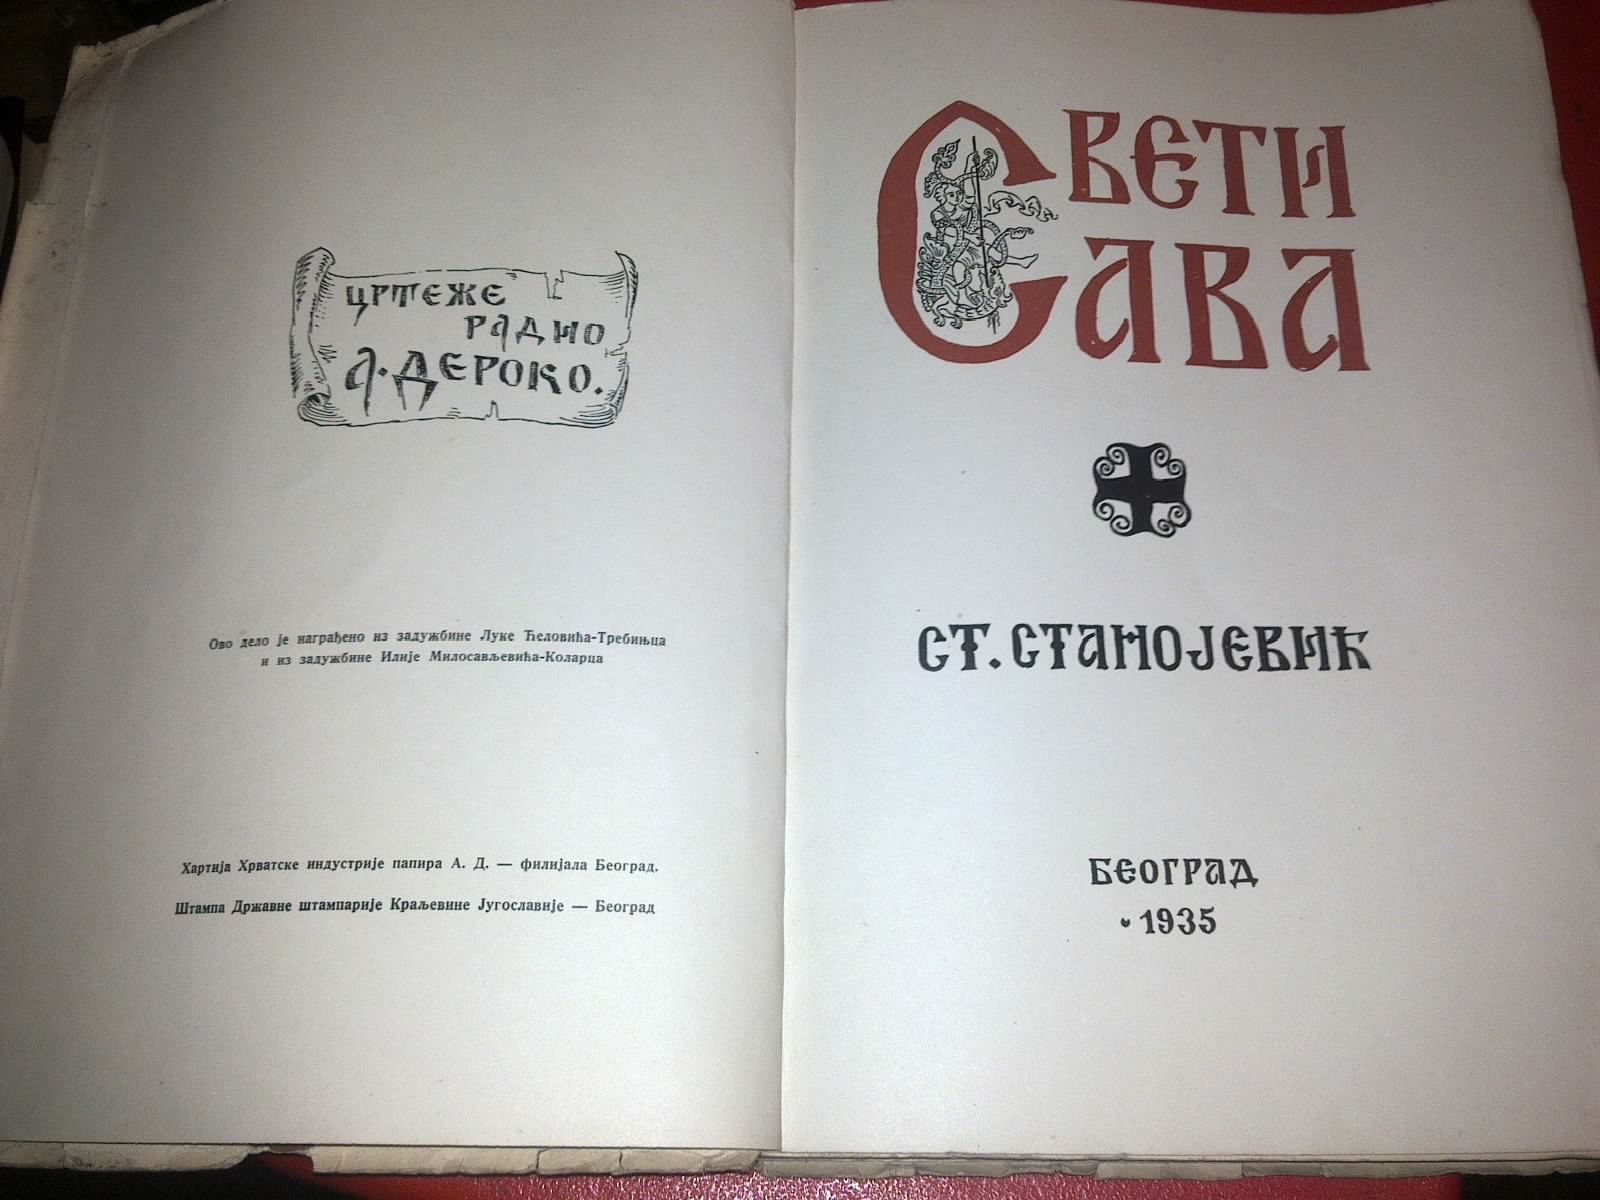 ЦРТЕЖЕ
РАДИО
А. ДЕРОКО.
Ово дело је награђено из задужбине Луке Ћеловића-Требињца
и из задужбине Илије Милосављевића-Коларца
Хартија Хрватске индустрије папира А. Д. — филијала Београд.
Штампа Државне штампарије Краљевине Југославије — Београд
СВЕТИ
САВА
СТ. СТАНОЈЕВИЋ
БЕОГРАД
1935